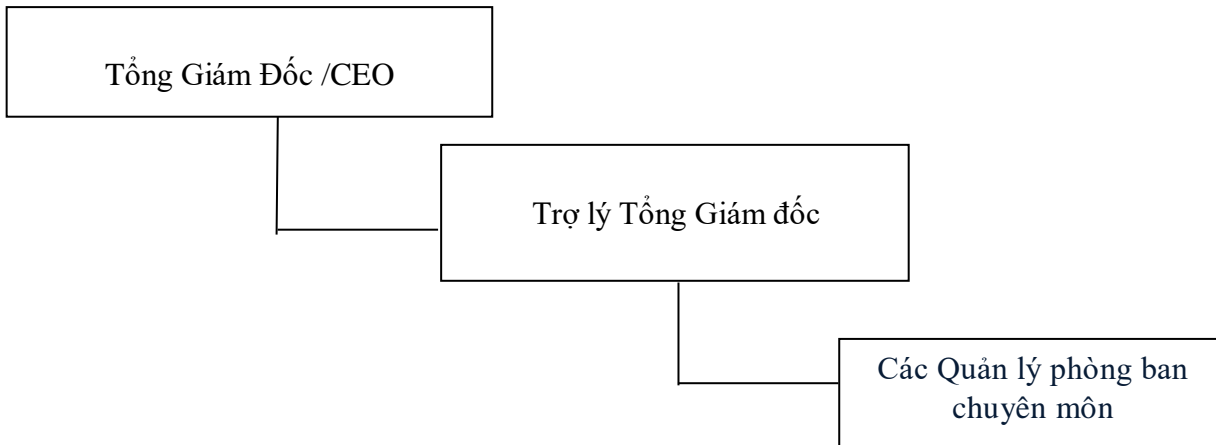 Tổng Giám Đốc /CEO
Trợ lý Tổng Giám đốc
Các Quản lý phòng ban
chuyên môn